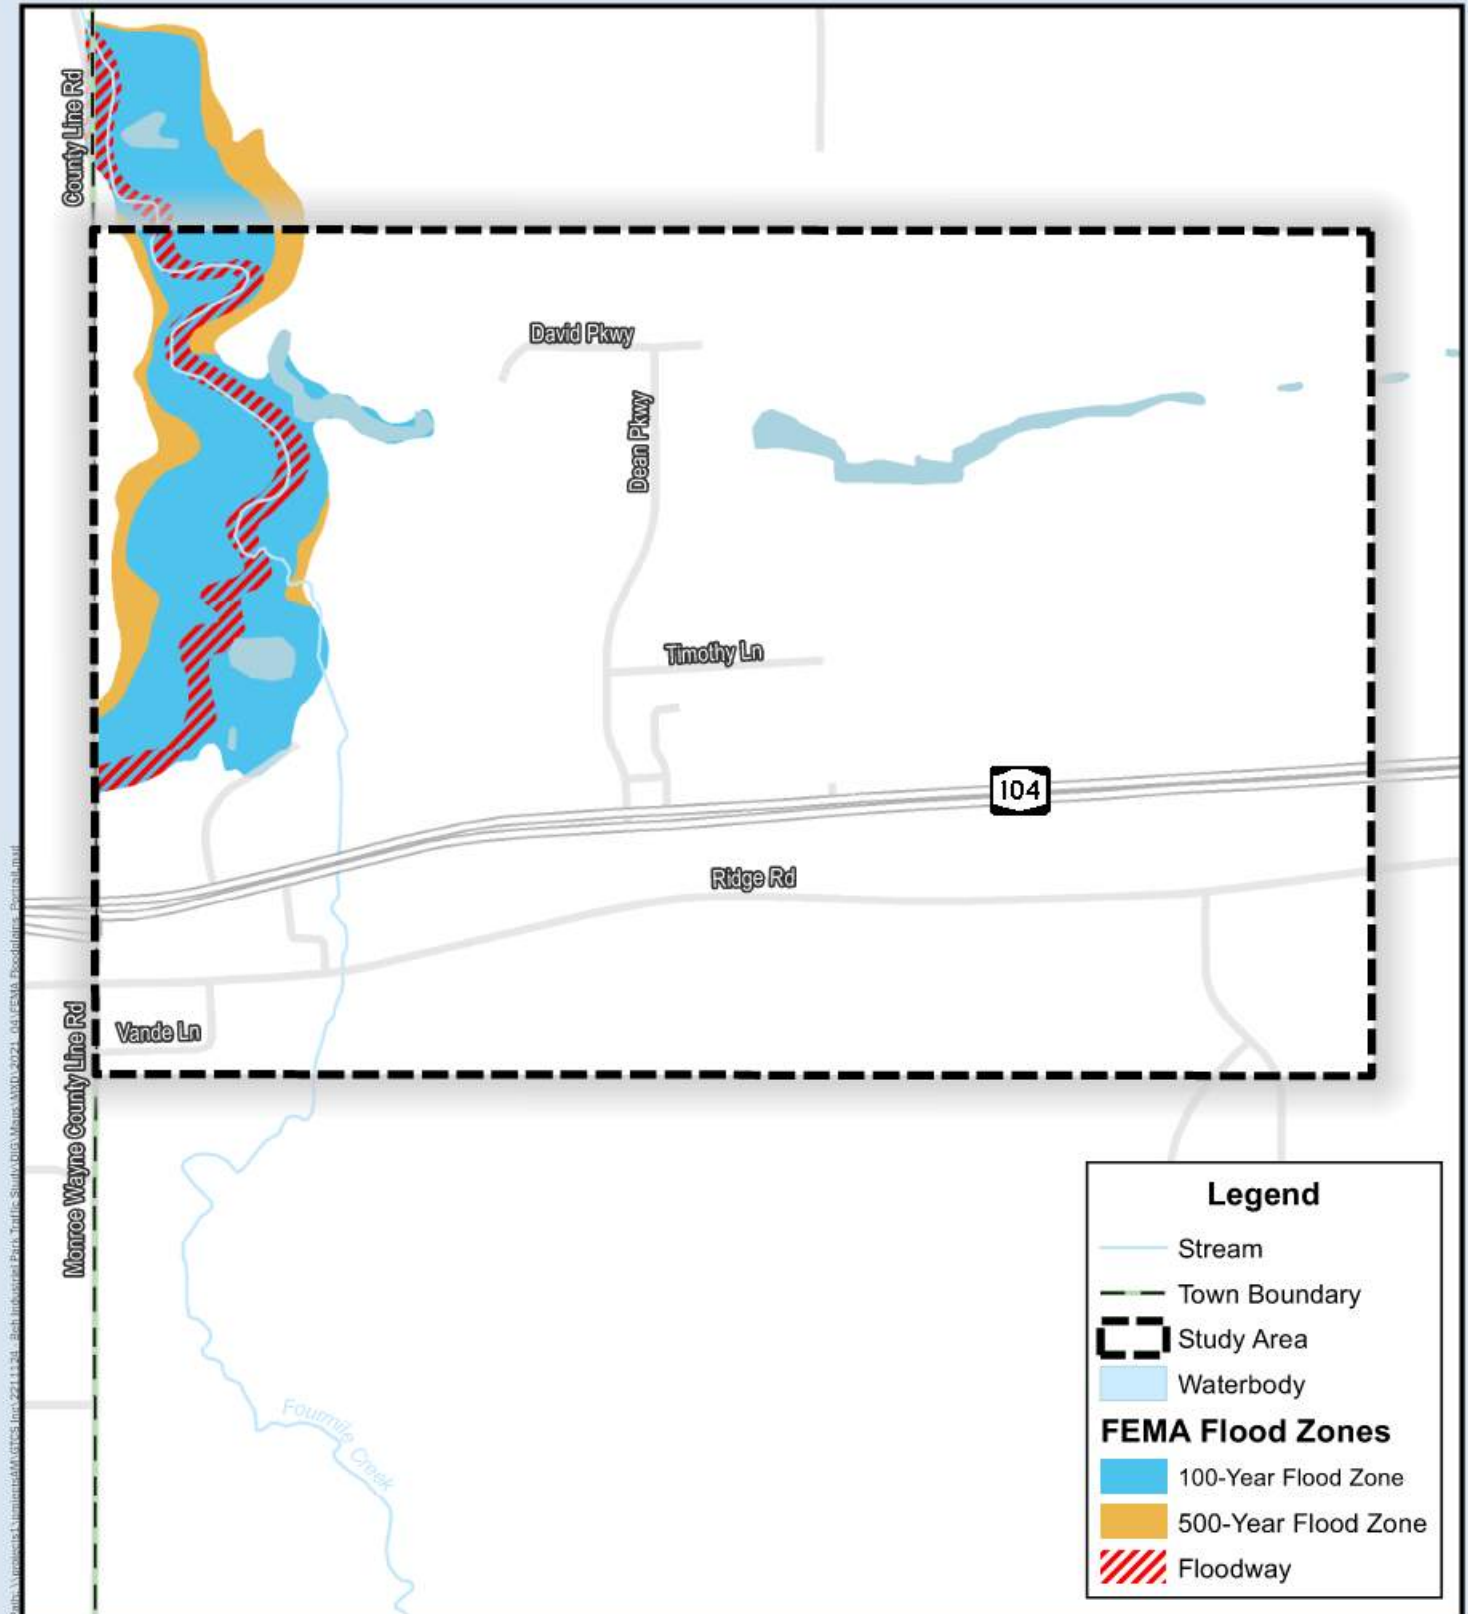 County Line Rd
David Pkwy
Dean Pkwy
Timothy Ln
104
Ridge Rd
Vande Ln
Monroe Wayne County Line Rd
Fourmile Creek
Legend
Stream
Town Boundary
Study Area
Waterbody
FEMA Flood Zones
100-Year Flood Zone
500-Year Flood Zone
Floodway